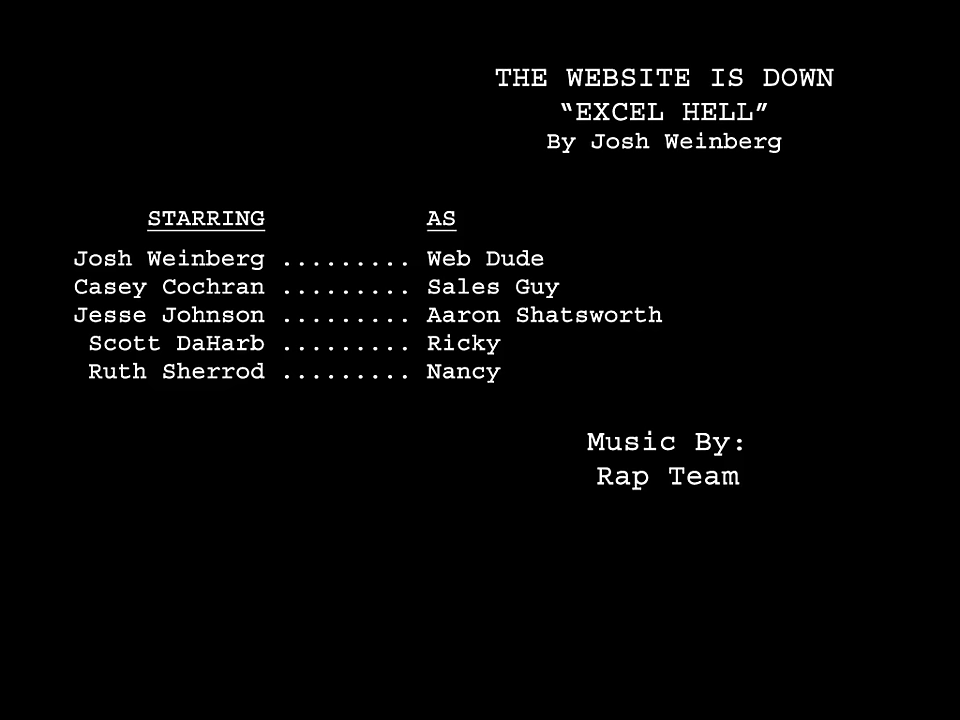 THE WEBSITE IS DOWN
“EXCEL HELL”
By Josh Weinberg
STARRING AS
Josh Weinberg ......... Web Dude
Casey Cochran ......... Sales Guy
Jesse Johnson ......... Aaron Shatsworth
Scott DaHarb ......... Ricky
Ruth Sherrod ......... Nancy
Music By:
Rap Team